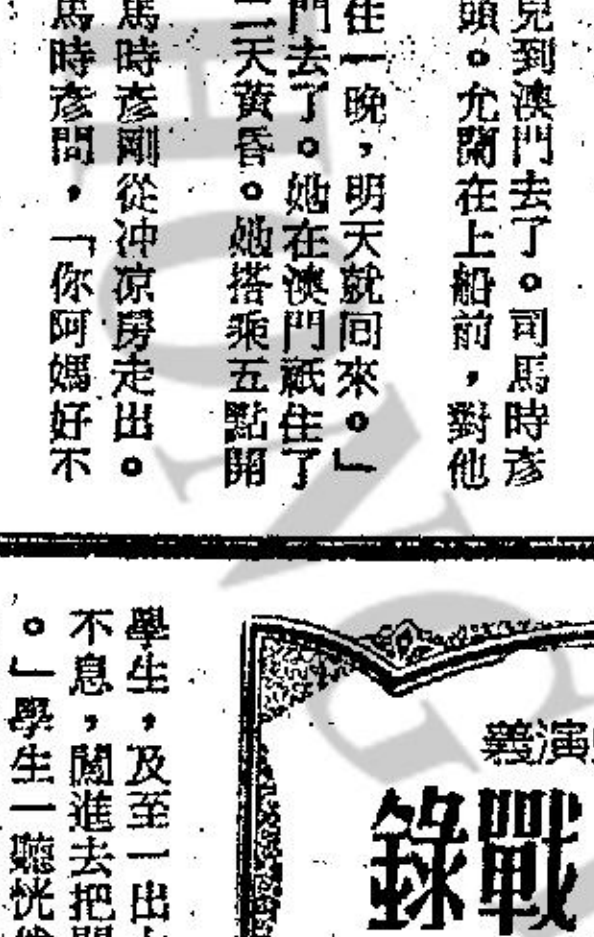 兒到澳門去了。司馬時彥
頭。允蘭在上船前，對他
住一晚，明天就回來。」
門去了。她在澳門祇住了
二天黃昏。她搭乘五點開
馬時彥剛從冲凉房走出。
馬時彥問，「你阿媽好不
演義
戰錄
學生，及至一出
不息，闖進去把
。」學生一聽恍